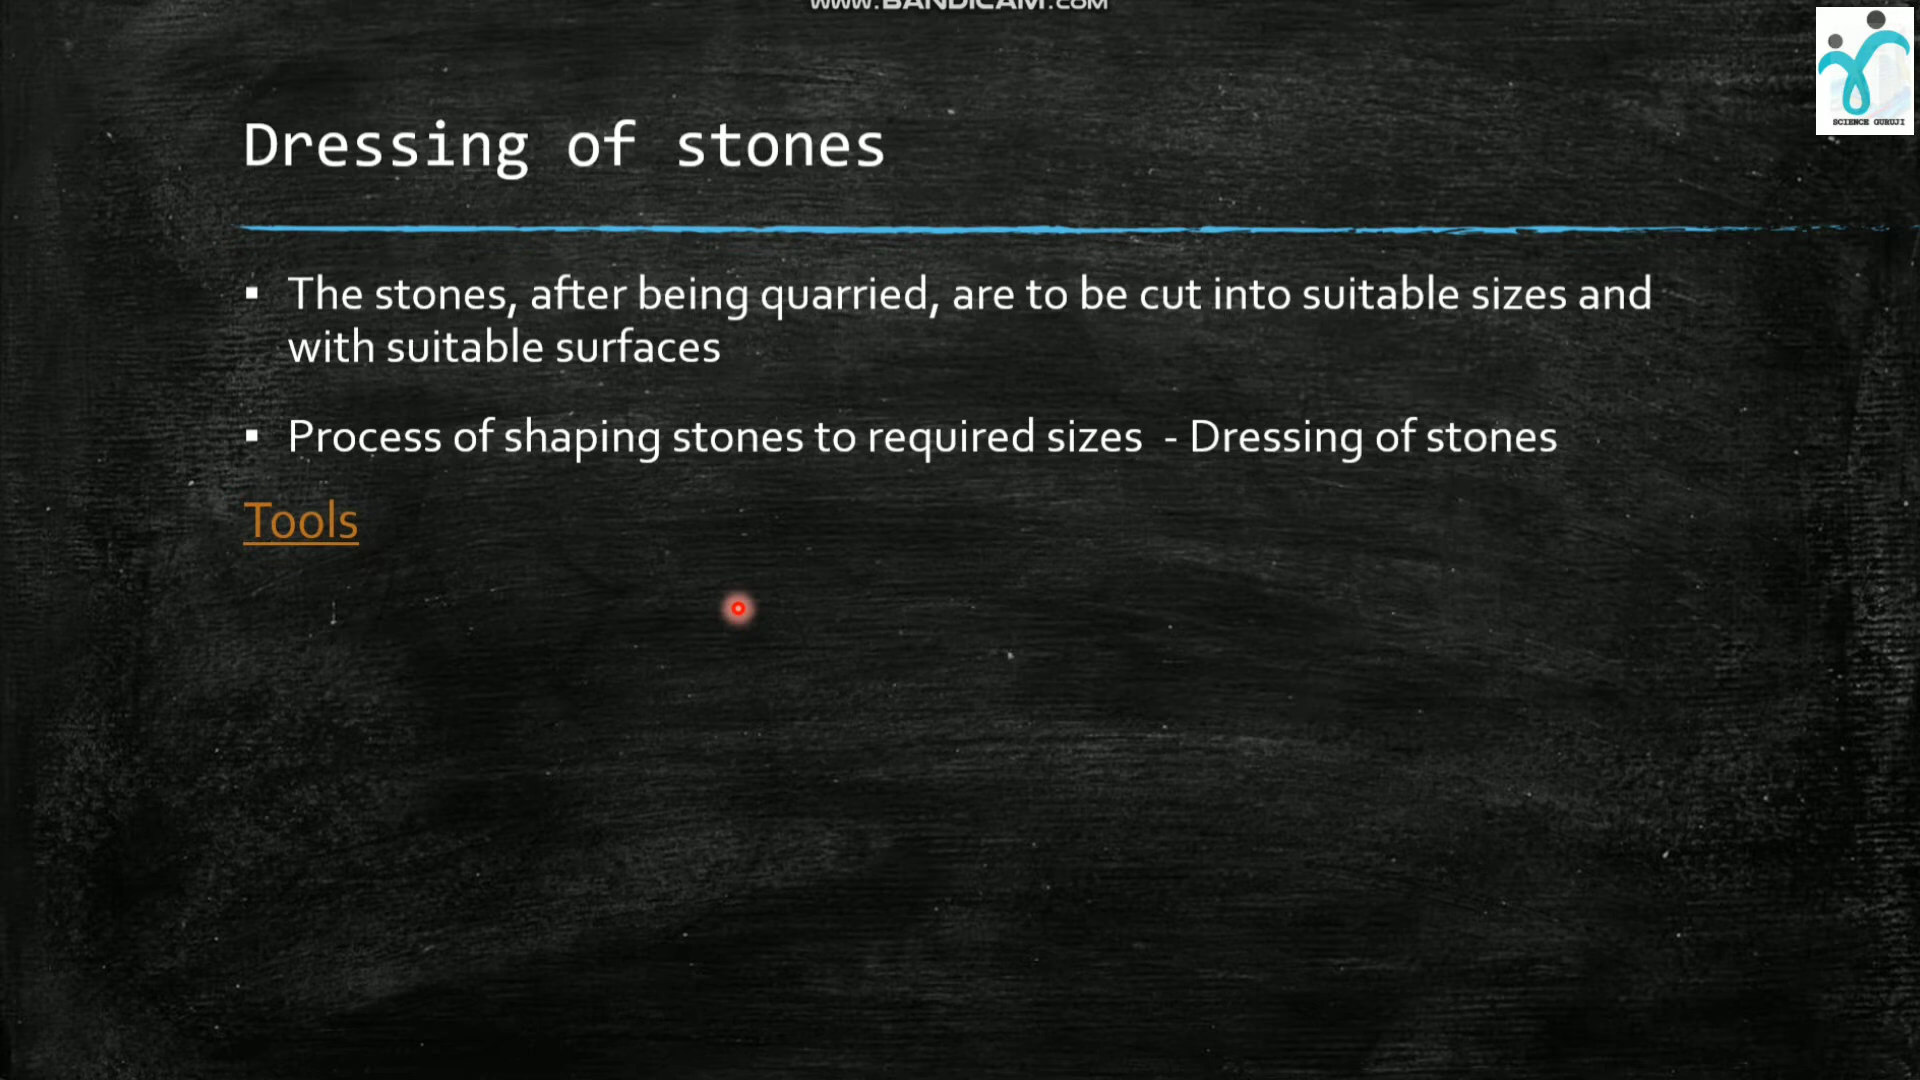 www.BANDICAM.COM
SCIENCE GURUJI
Dressing of stones
▪ The stones, after being quarried, are to be cut into suitable sizes and
with suitable surfaces
▪ Process of shaping stones to required sizes - Dressing of stones
Tools